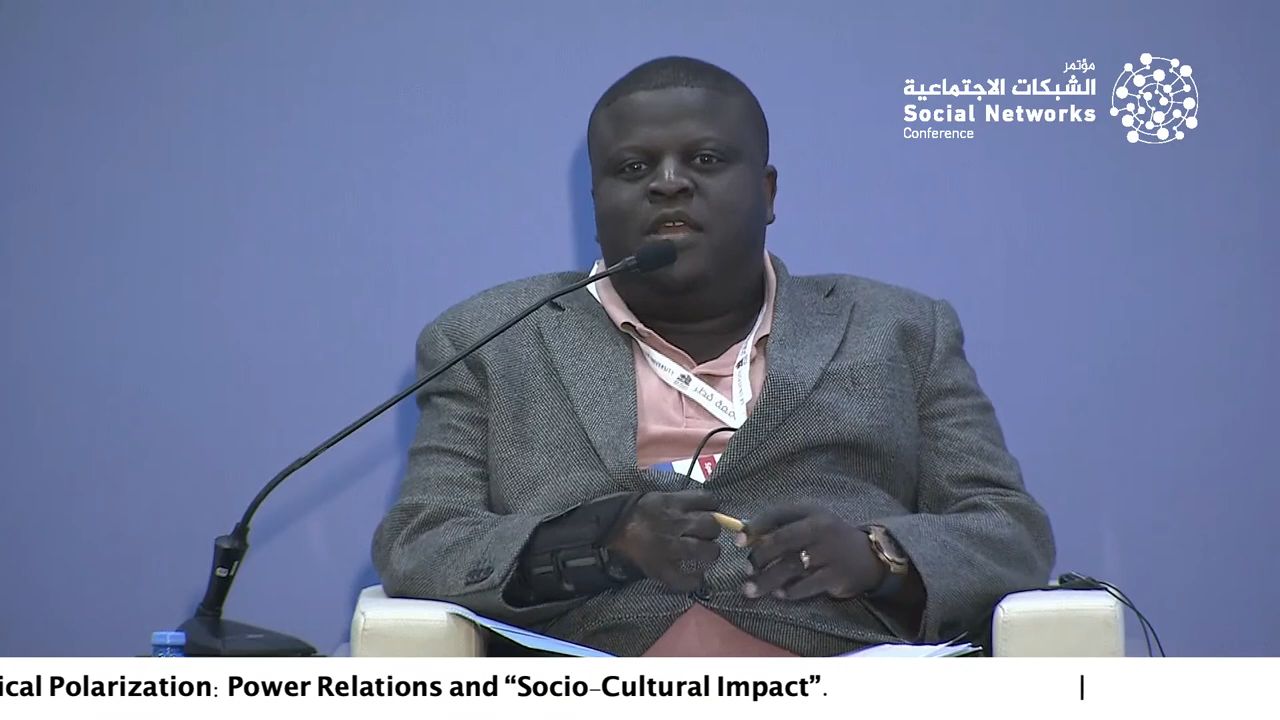 مؤتمر
الشبكات الاجتماعية
Social Networks
Conference
ical Polarization: Power Relations and “Socio-Cultural Impact”. |